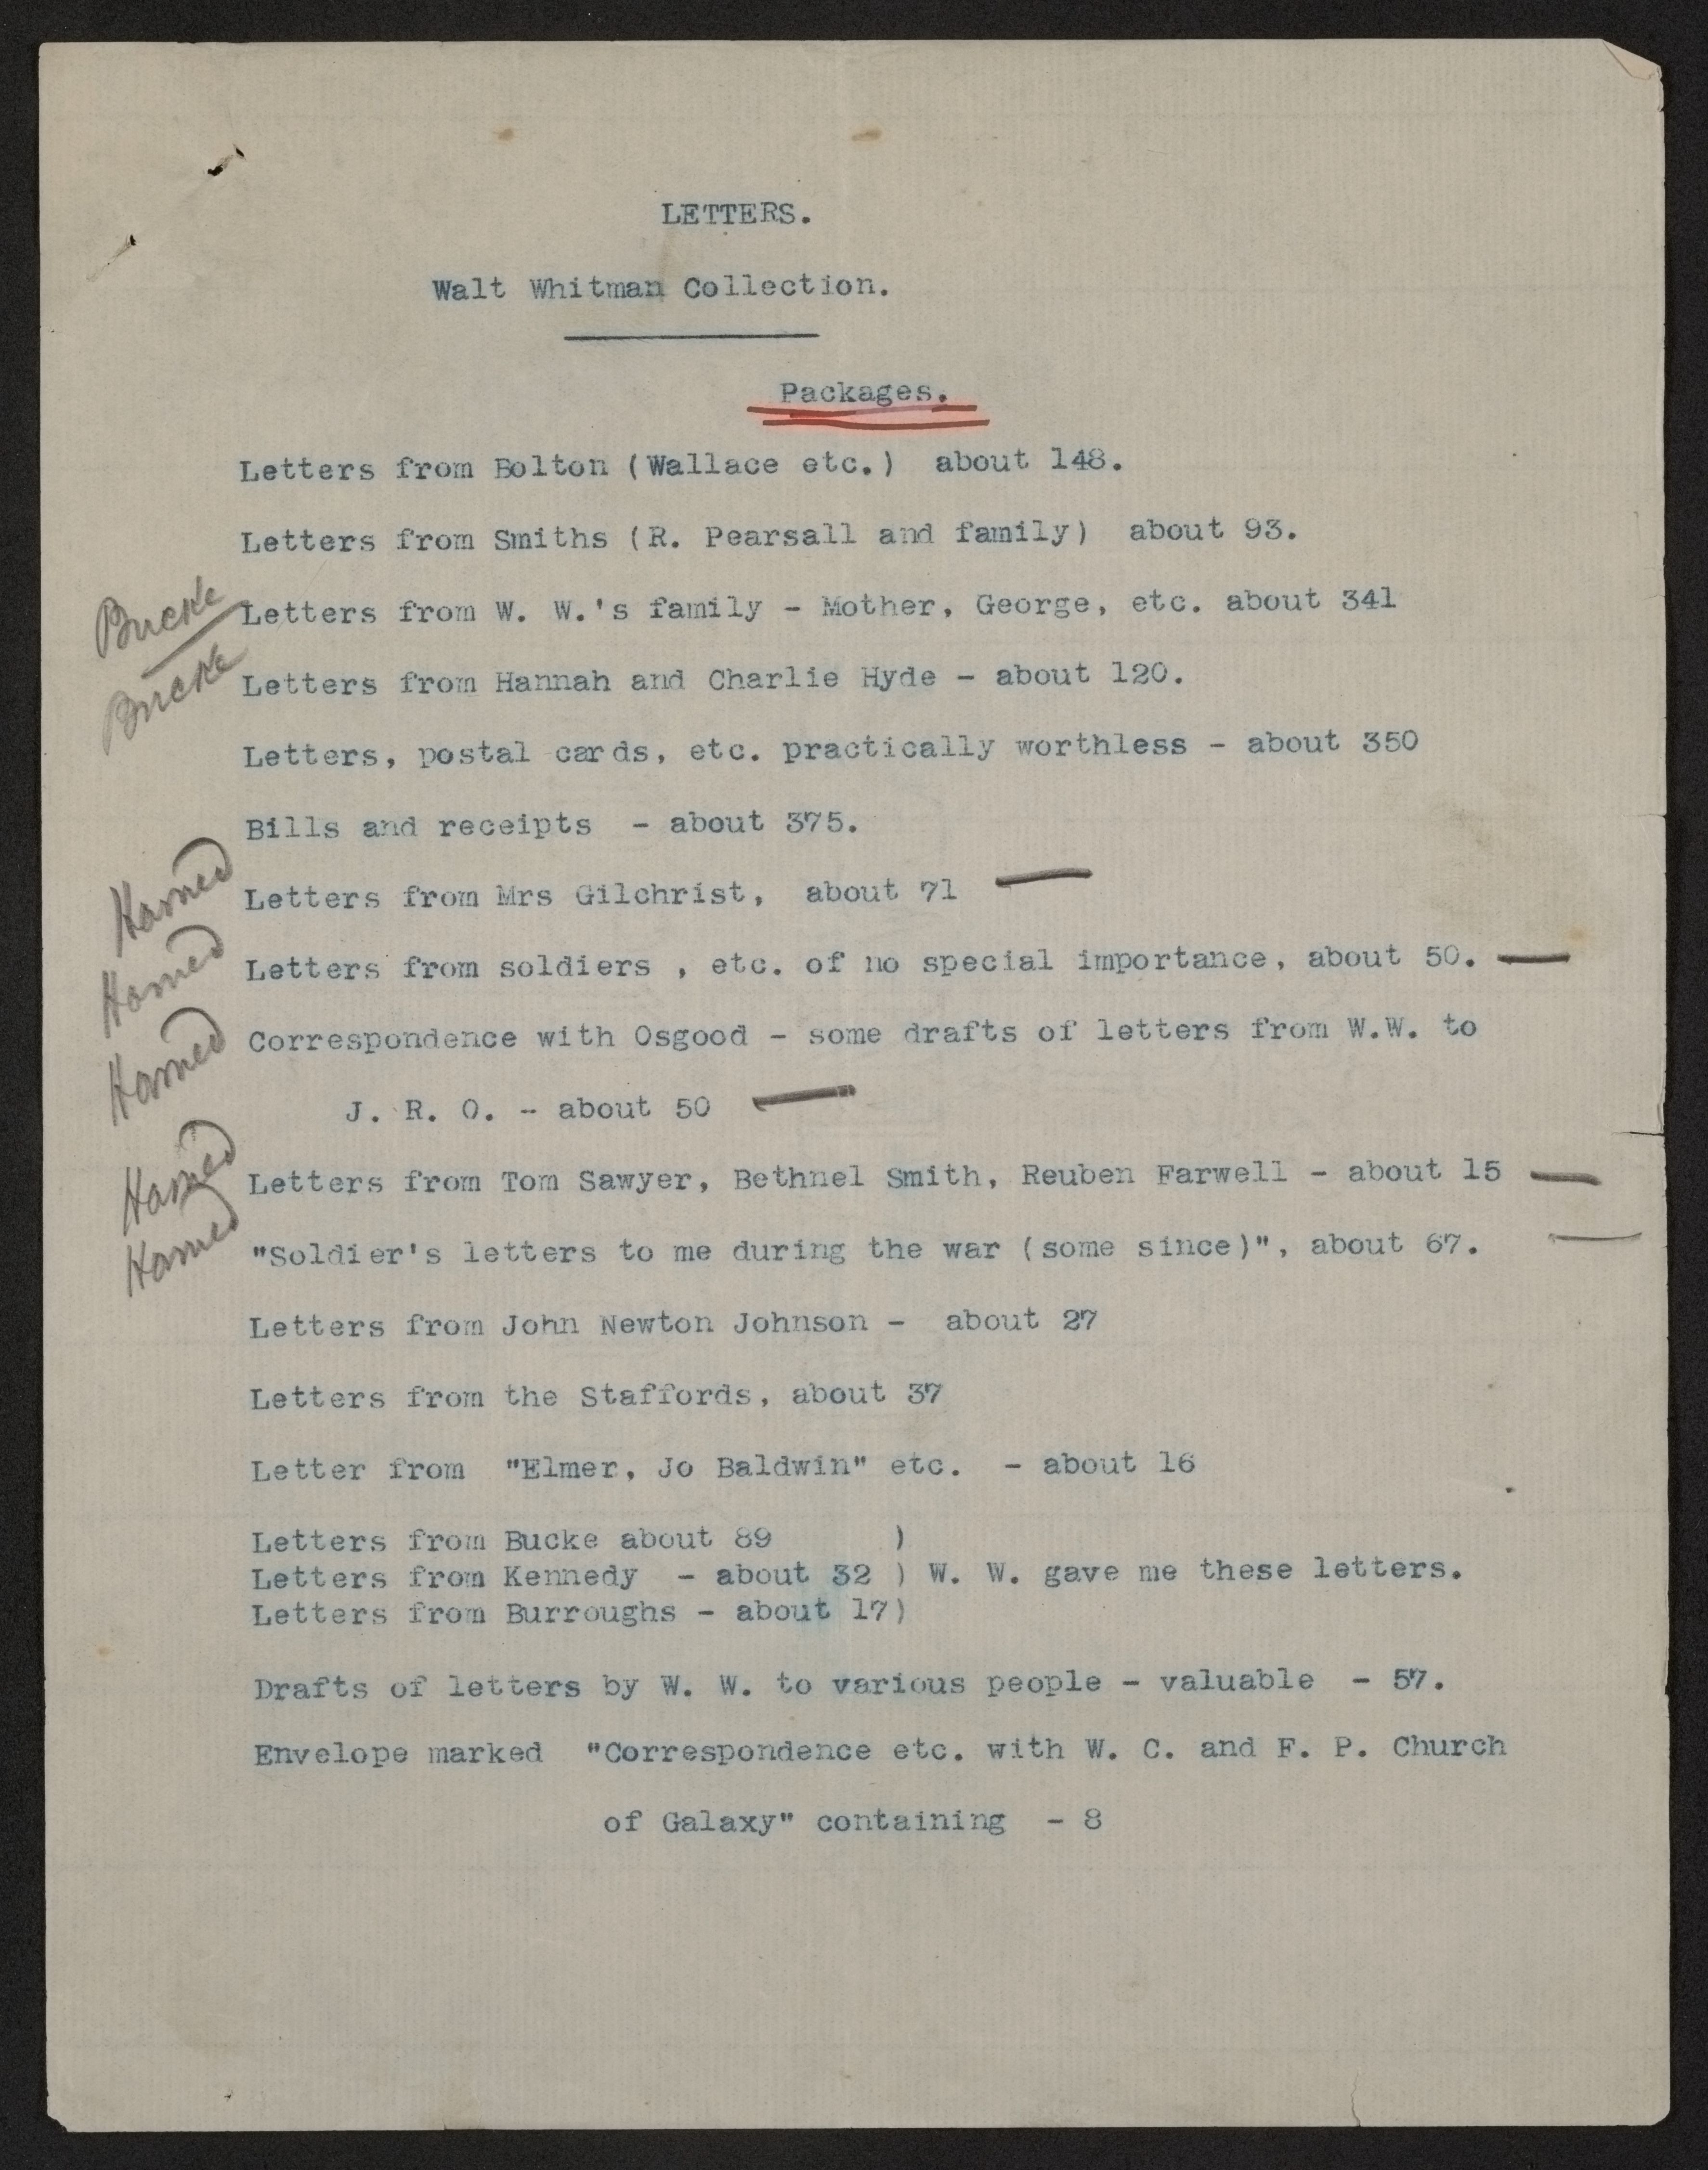 LETTERS.
Walt Whitman Collection.
Packages.
Letters from Bolton (Wallace etc.) about 148.
Letters from Smiths (R. Pearsall and family) about 93.
Bucke
Letters from W. W.'s family - Mother, George, etc. about 341
Bucke
Letters from Hannah and Charlie Hyde - about 120.
Letters, postal cards, etc. practically worthless - about 350
Bills and receipts - about 375.
Harned
Letters from Mrs Gilchrist, about 71 —
Harned
Letters from soldiers , etc. of no special importance, about 50. —
Harned
Correspondence with Osgood - some drafts of letters from W.W. to
J. R. O. - about 50 —
Harned
Letters from Tom Sawyer, Bethnel Smith, Reuben Farwell - about 15 —
Harned
"Soldier's letters to me during the war (some since)", about 67. —
Letters from John Newton Johnson - about 27
Letters from the Staffords, about 37
Letter from "Elmer, Jo Baldwin" etc. - about 16
Letters from Bucke about 89 )
Letters from Kennedy - about 32 ) W. W. gave me these letters.
Letters from Burroughs - about 17)
Drafts of letters by W. W. to various people - valuable - 57.
Envelope marked "Correspondence etc. with W. C. and F. P. Church
of Galaxy" containing - 8